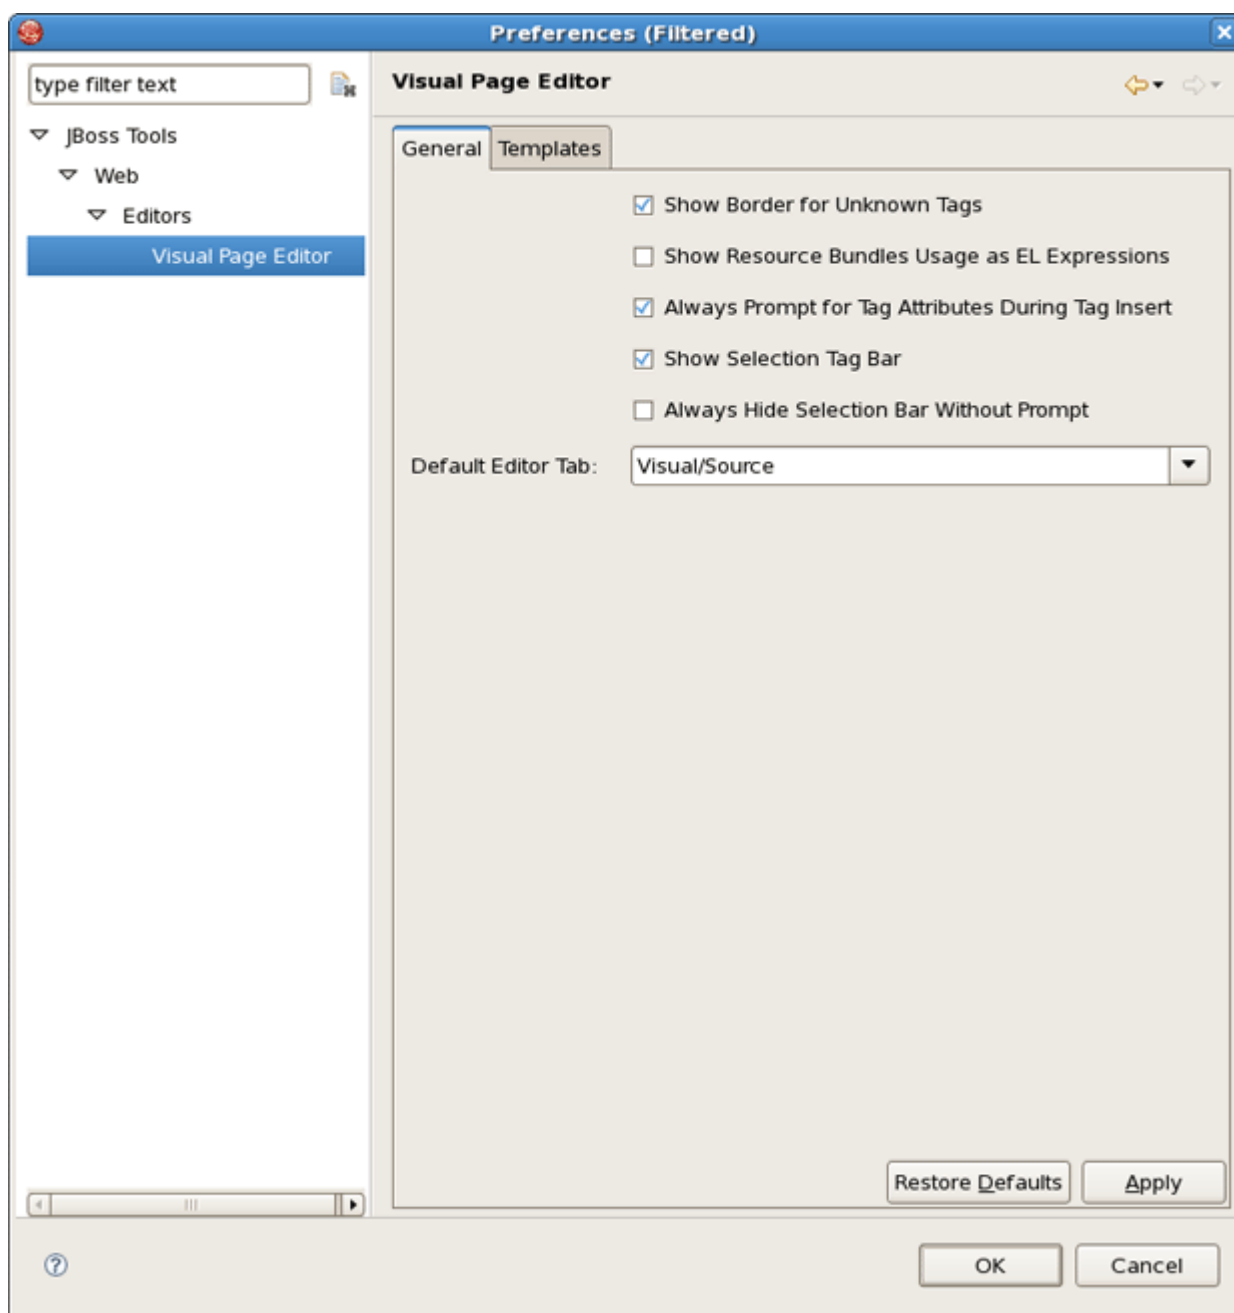 Preferences (Filtered)
type filter text
JBoss Tools
Web
Editors
Visual Page Editor
Visual Page Editor
General
Templates
Show Border for Unknown Tags
Show Resource Bundles Usage as EL Expressions
Always Prompt for Tag Attributes During Tag Insert
Show Selection Tag Bar
Always Hide Selection Bar Without Prompt
Default Editor Tab: Visual/Source
Restore Defaults
Apply
?
OK
Cancel